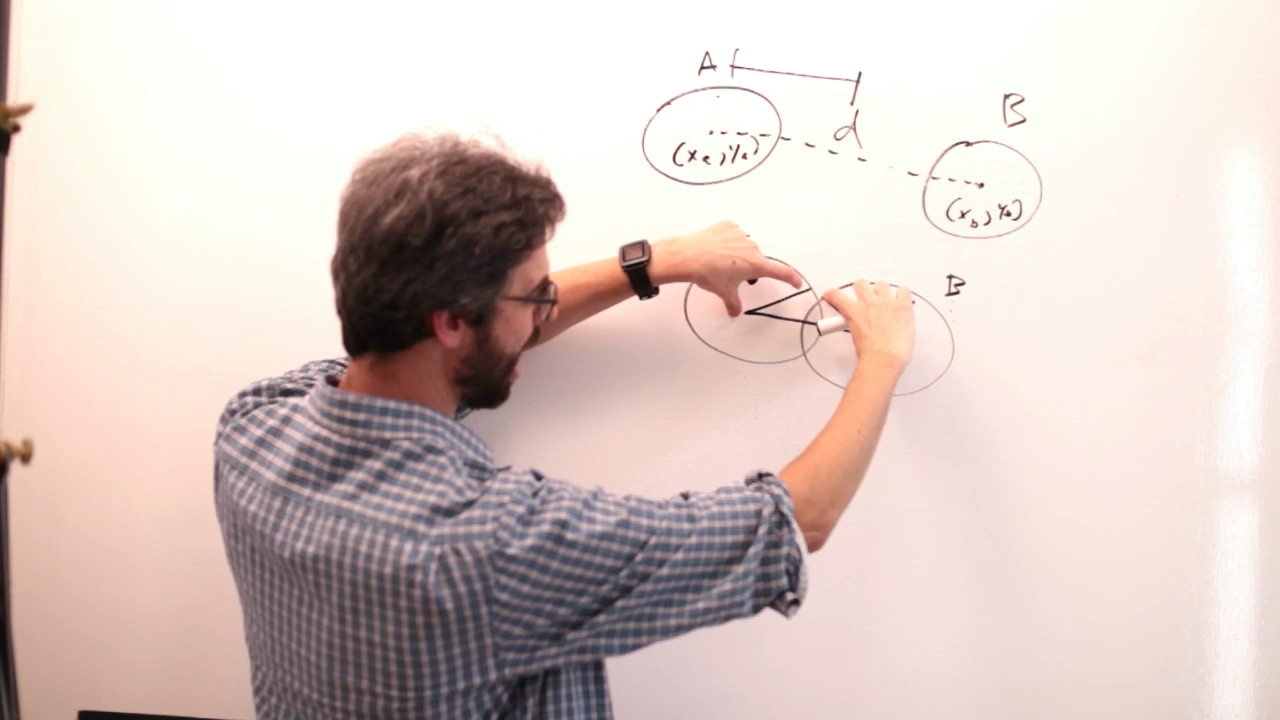 A
B
d
(xa, ya)
(xb, yb)
B